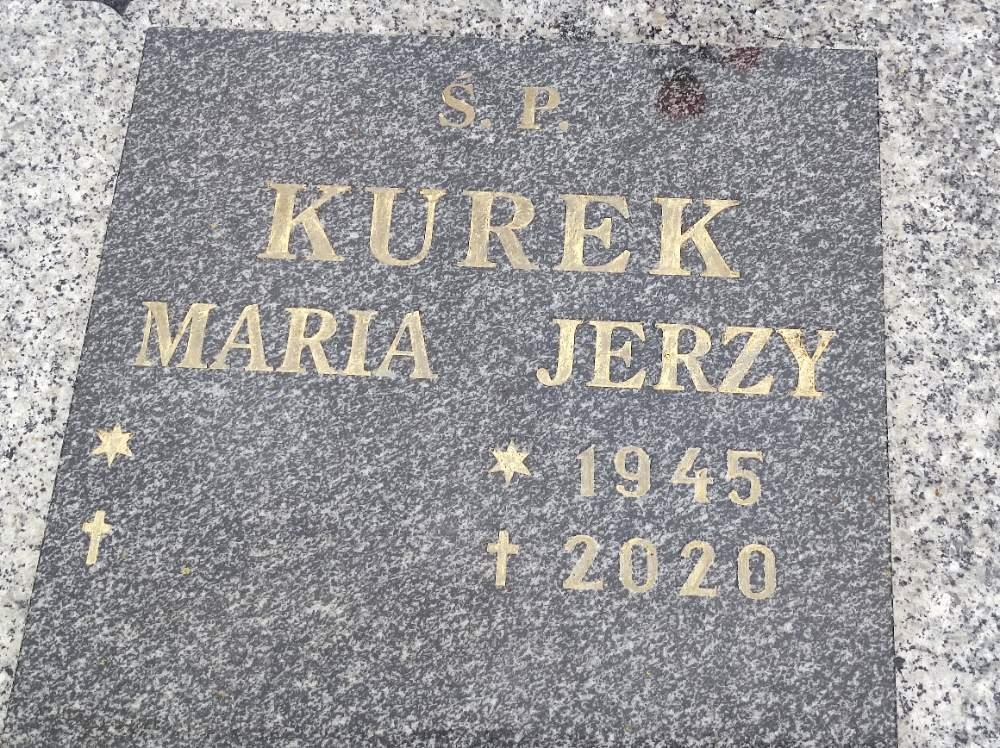 Ś. P.
KUREK
MARIA JERZY
1945
2020